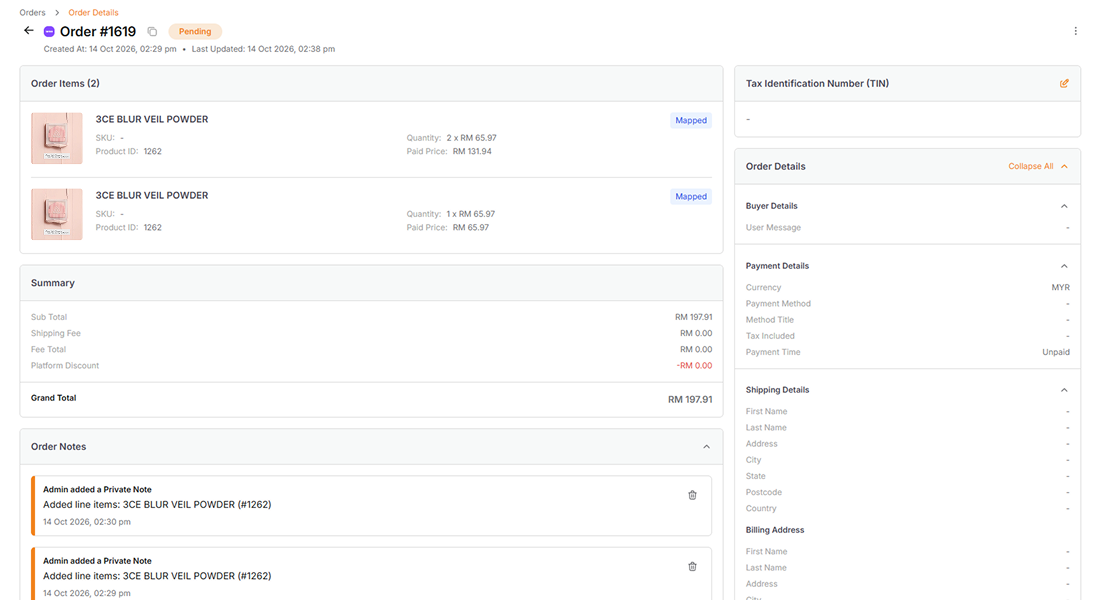 Orders > Order Details
Order #1619 Pending
Created At: 14 Oct 2026, 02:29 pm • Last Updated: 14 Oct 2026, 02:38 pm
Order Items (2)
3CE BLUR VEIL POWDER
Mapped
SKU: -
Quantity: 2 x RM 65.97
Product ID: 1262
Paid Price: RM 131.94
3CE BLUR VEIL POWDER
Mapped
SKU: -
Quantity: 1 x RM 65.97
Product ID: 1262
Paid Price: RM 65.97
Summary
Sub Total RM 197.91
Shipping Fee RM 0.00
Fee Total RM 0.00
Platform Discount -RM 0.00
Grand Total RM 197.91
Order Notes
Admin added a Private Note
Added line items: 3CE BLUR VEIL POWDER (#1262)
14 Oct 2026, 02:30 pm
Admin added a Private Note
Added line items: 3CE BLUR VEIL POWDER (#1262)
14 Oct 2026, 02:29 pm
Tax Identification Number (TIN)
-
Order Details Collapse All
Buyer Details
User Message -
Payment Details
Currency MYR
Payment Method -
Method Title -
Tax Included -
Payment Time Unpaid
Shipping Details
First Name -
Last Name -
Address -
City -
State -
Postcode -
Country -
Billing Address
First Name -
Last Name -
Address -
City -